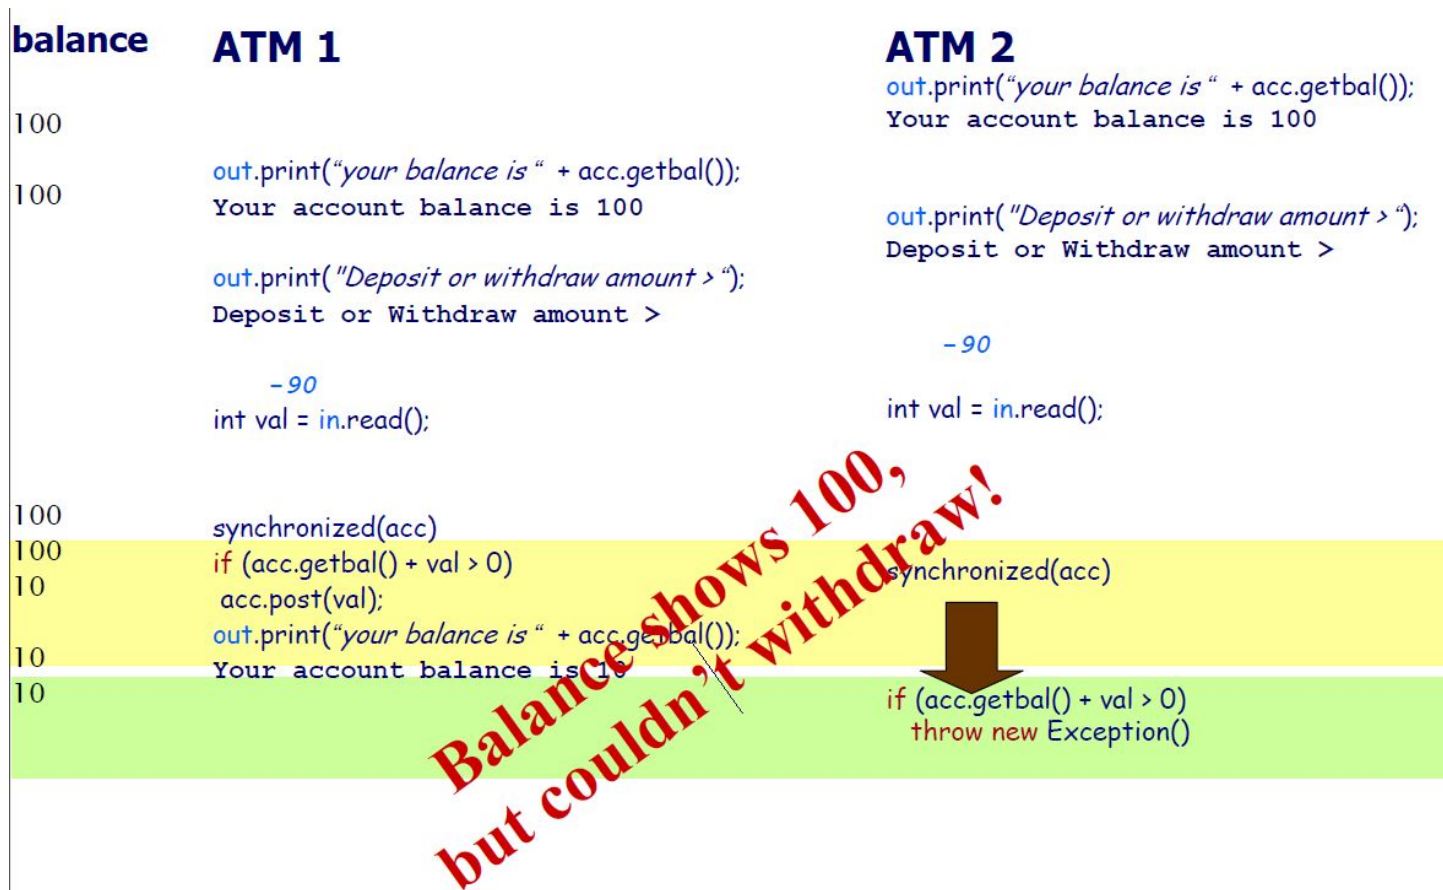 balance
ATM 1
ATM 2
out.print(“your balance is “ + acc.getbal());
100
Your account balance is 100
out.print(“your balance is “ + acc.getbal());
100
Your account balance is 100
out.print("Deposit or withdraw amount > “);
Deposit or Withdraw amount >
out.print("Deposit or withdraw amount > “);
Deposit or Withdraw amount >
-90
-90
int val = in.read();
int val = in.read();
100
synchronized(acc)
100
if (acc.getbal() + val > 0)
synchronized(acc)
10
acc.post(val);
out.print(“your balance is “ + acc.getbal());
10
Your account balance is 10
10
if (acc.getbal() + val > 0)
throw new Exception()
Balance shows 100,
but couldn't withdraw!